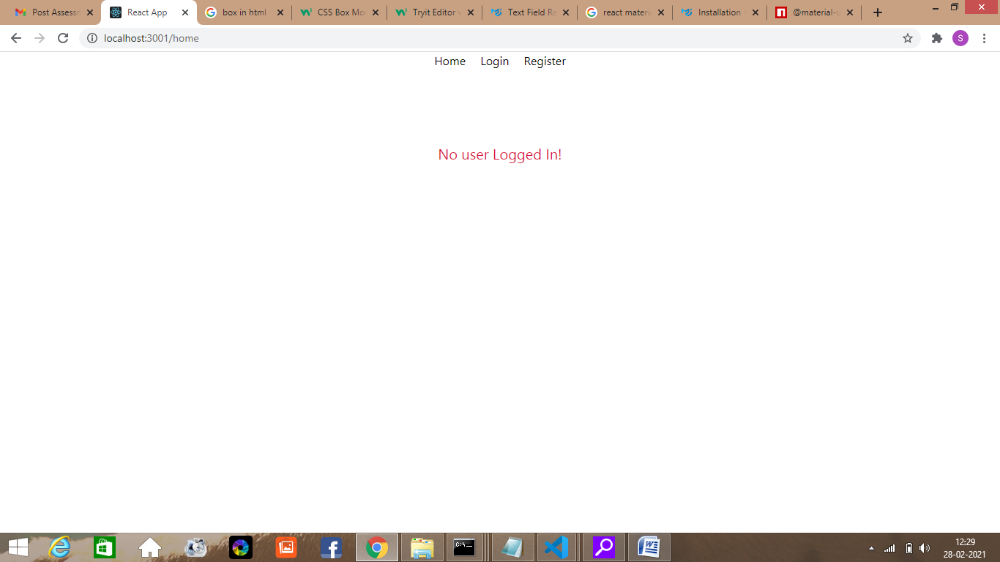 Post Assessm React App box in html CSS Box Mo Tryit Editor Text Field Re react materia Installation @material-u
localhost:3001/home S
Home Login Register
No user Logged In!
C:\
W
12:29
28-02-2021